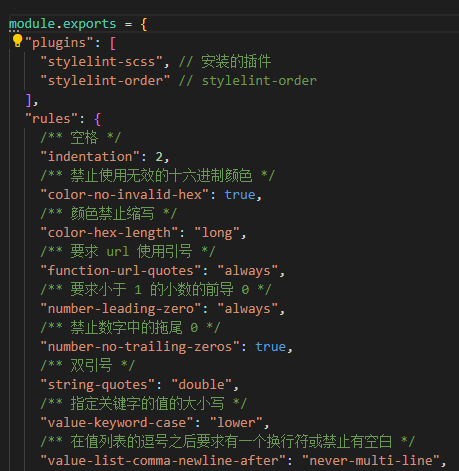 module.exports = {
"plugins": [
"stylelint-scss", // 安装的插件
"stylelint-order" // stylelint-order
],
"rules": {
/** 空格 */
"indentation": 2,
/** 禁止使用无效的十六进制颜色 */
"color-no-invalid-hex": true,
/** 颜色禁止缩写 */
"color-hex-length": "long",
/** 要求 url 使用引号 */
"function-url-quotes": "always",
/** 要求小于 1 的小数的前导 0 */
"number-leading-zero": "always",
/** 禁止数字中的拖尾 0 */
"number-no-trailing-zeros": true,
/** 双引号 */
"string-quotes": "double",
/** 指定关键字的值的大小写 */
"value-keyword-case": "lower",
/** 在值列表的逗号之后要求有一个换行符或禁止有空白 */
"value-list-comma-newline-after": "never-multi-line",